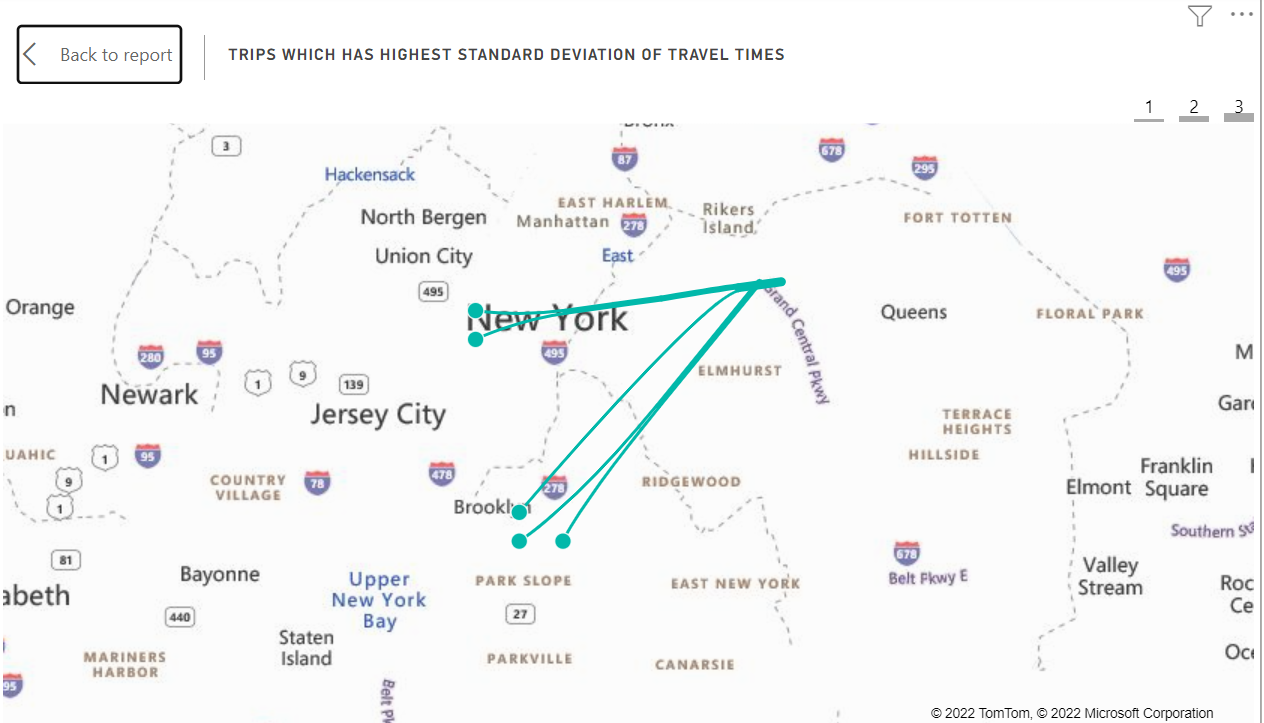 Back to report
TRIPS WHICH HAS HIGHEST STANDARD DEVIATION OF TRAVEL TIMES
1 2 3
Bronx
3
87
678
295
Hackensack
EAST HARLEM
North Bergen
Manhattan
278
Rikers
Island
FORT TOTTEN
Union City
East
495
495
Orange
New York
Queens
FLORAL PARK
Grand Central Pkwy
280
95
495
M
ELMHURST
1
9
139
Newark
Jersey City
Gar
n
TERRACE
HEIGHTS
UAHIC
1
95
HILLSIDE
478
Franklin
Square
9
COUNTRY
VILLAGE
78
278
RIDGEWOOD
Elmont
1
Brooklyn
Southern S
81
678
Bayonne
Upper
New York
Bay
PARK SLOPE
EAST NEW YORK
Belt Pkwy E
Valley
Stream
abeth
Roc
Ce
440
27
Staten
Island
MARINERS
HARBOR
PARKVILLE
CANARSIE
Oce
95
Belt P
© 2022 TomTom, © 2022 Microsoft Corporation